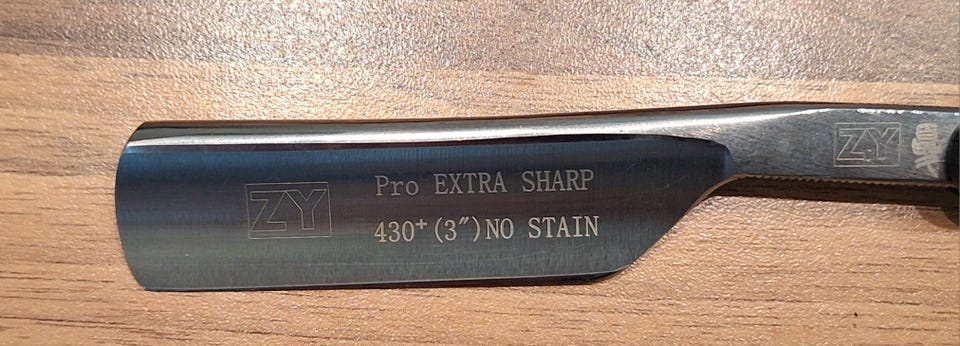 ZY
Pro EXTRA SHARP
430⁺(3″)NO STAIN
ZY